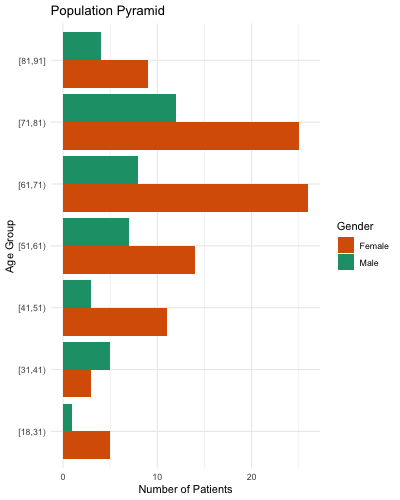 Population Pyramid
[81,91]
[71,81)
[61,71)
[51,61)
[41,51)
[31,41)
[18,31)
Age Group
0 10 20
Number of Patients
Gender
Female
Male